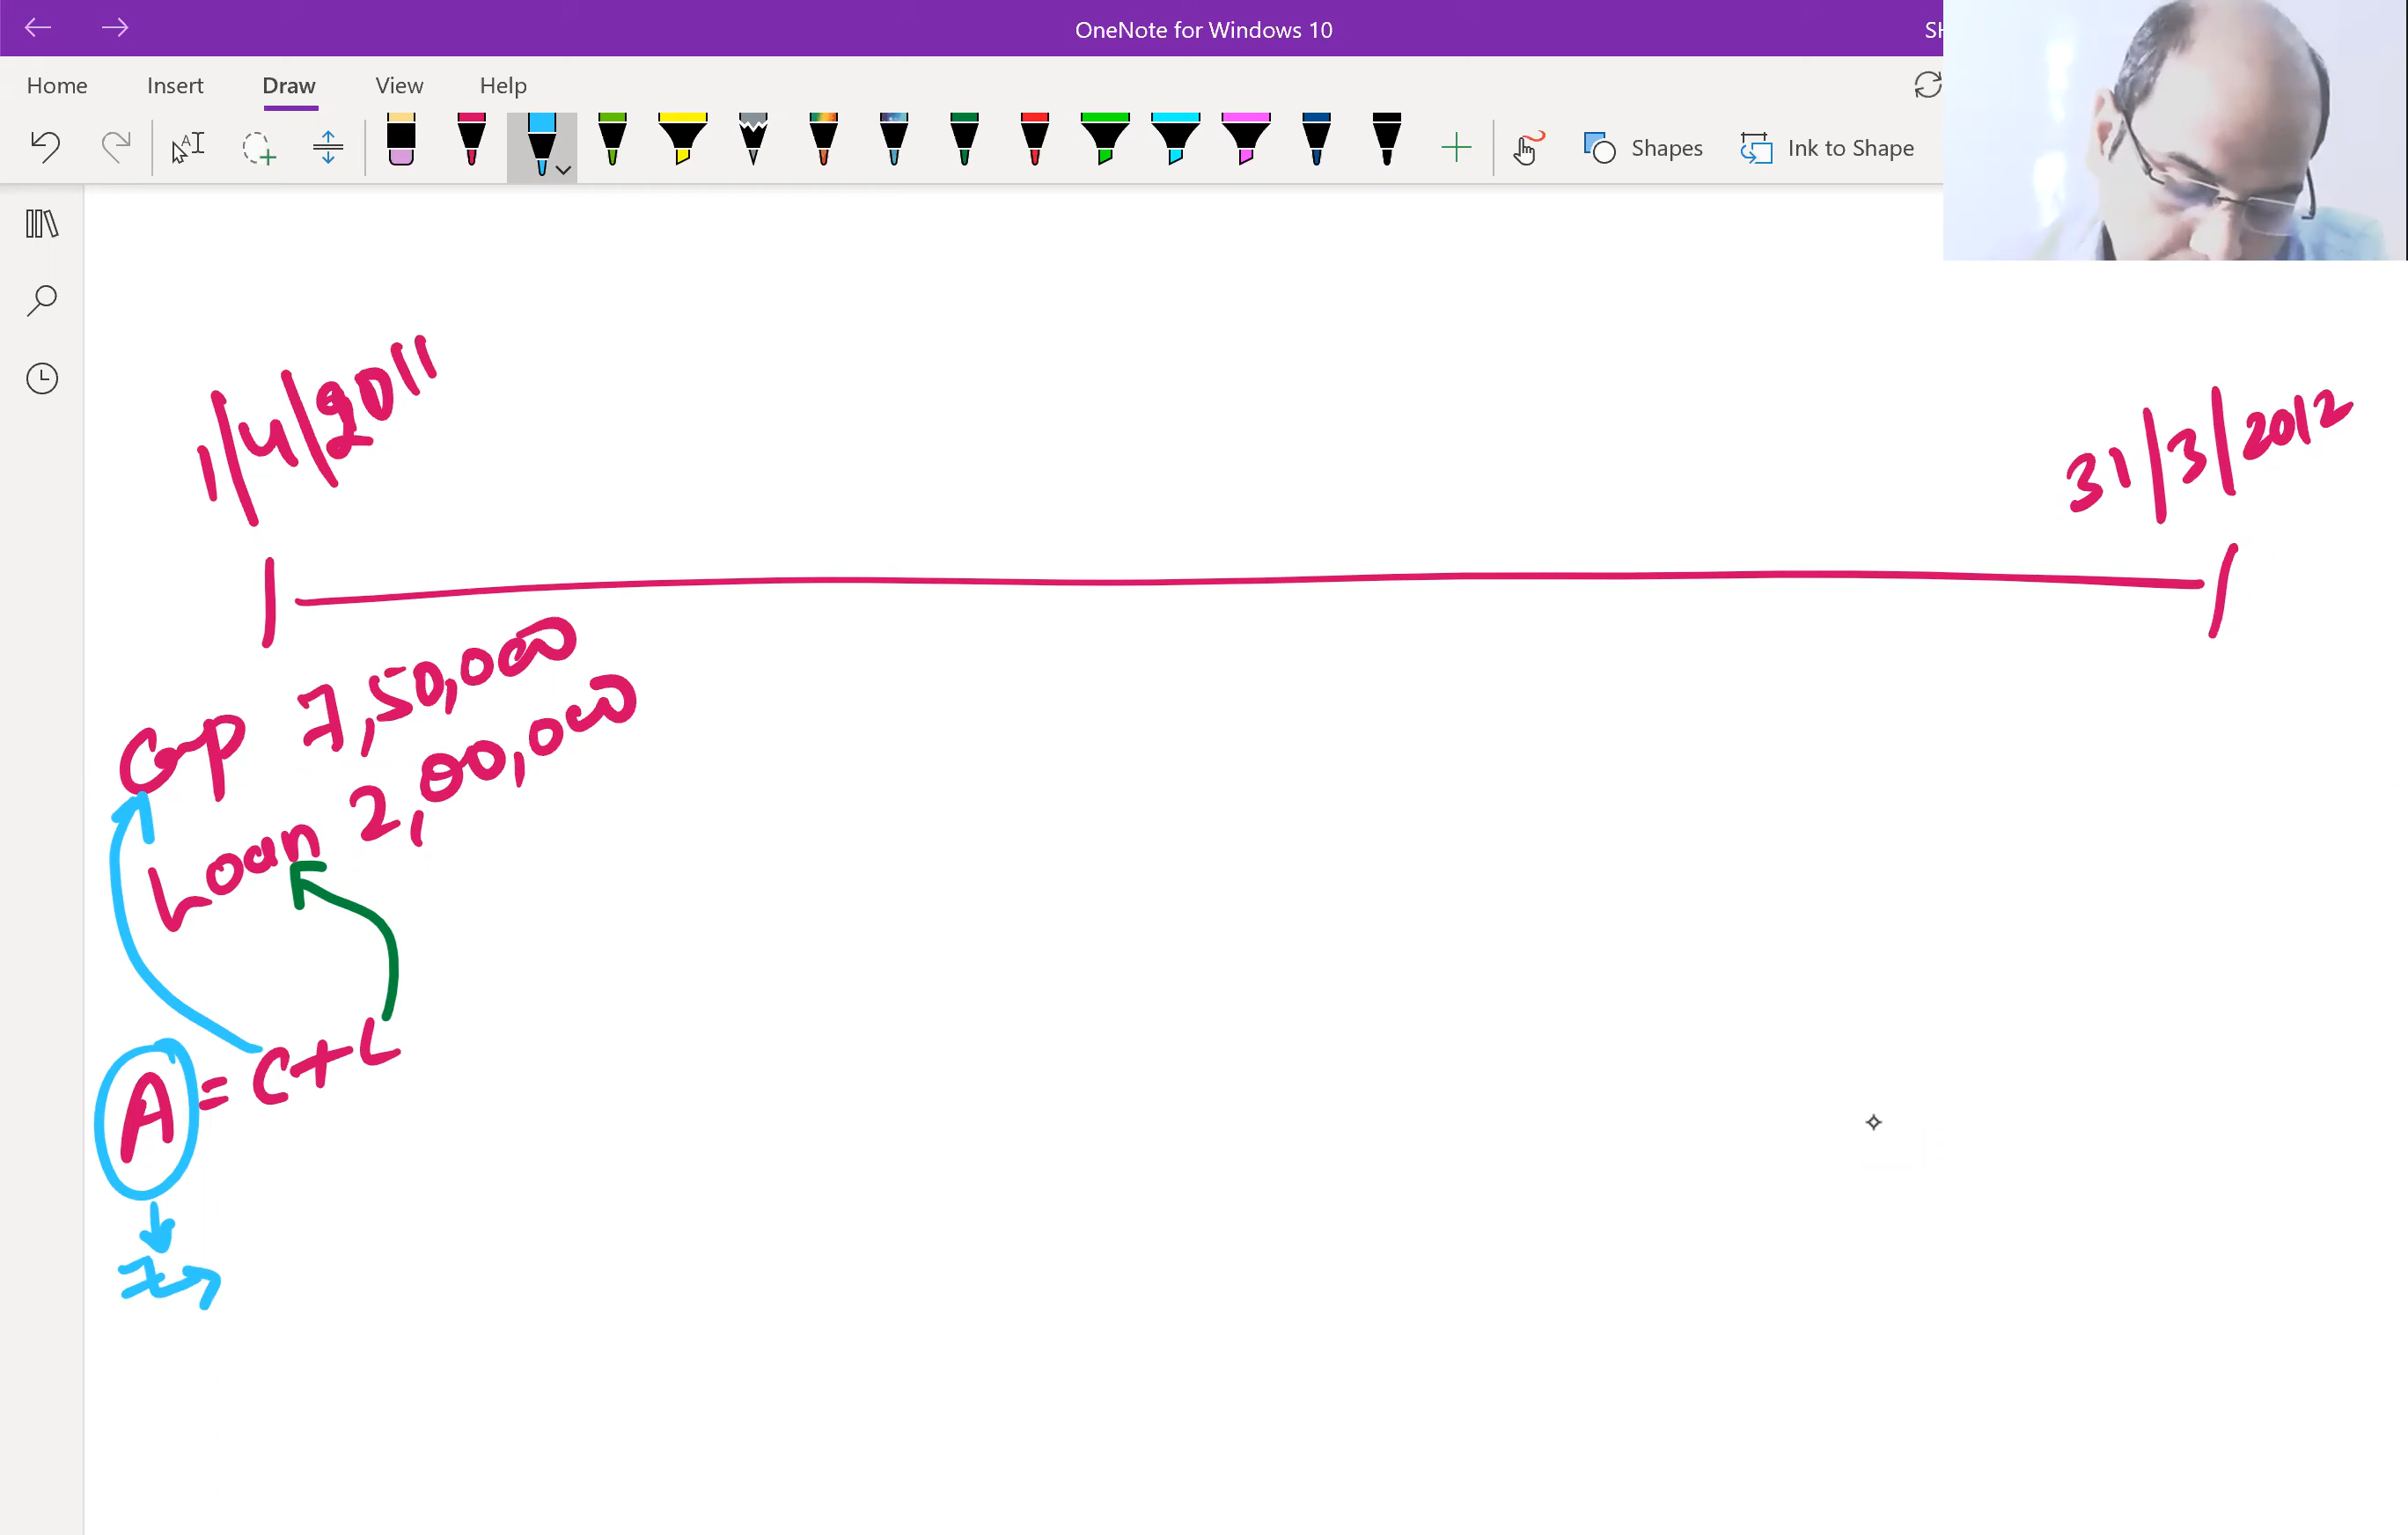 OneNote for Windows 10
SH
Home Insert Draw View Help
Shapes Ink to Shape
1/4/2011
31/3/2012
Cap 7,50,000
Loan 2,00,000
A = C+L